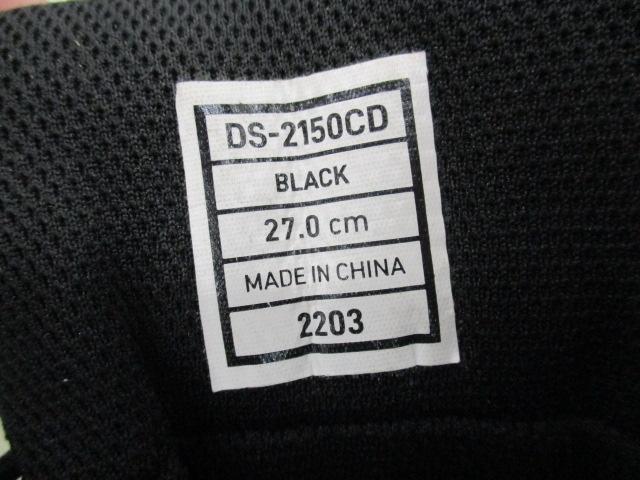 DS-2150CD
BLACK
27.0 cm
MADE IN CHINA
2203